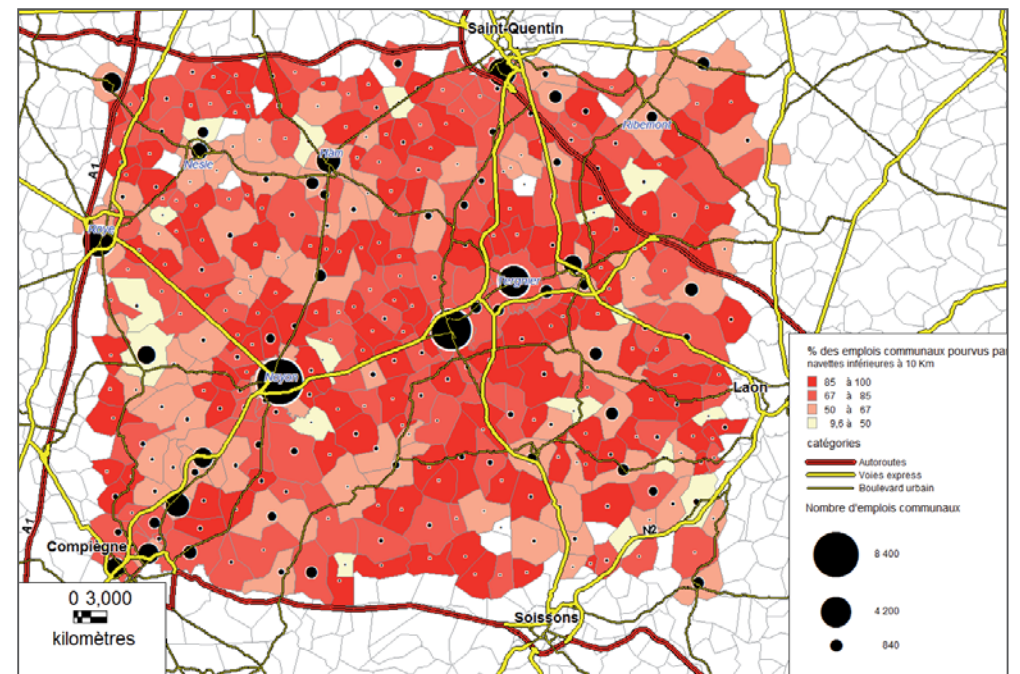 Saint-Quentin
Ribemont
Ham
Nesle
A1
Roye
Tergnier
Noyon
Laon
A1
Compiègne
N2
Soissons
0 3,000
kilomètres
% des emplois communaux pourvus par
navettes inférieures à 10 Km
85 à 100
67 à 85
50 à 67
9,6 à 50
catégories
Autoroutes
Voies express
Boulevard urbain
Nombre d'emplois communaux
8 400
4 200
840